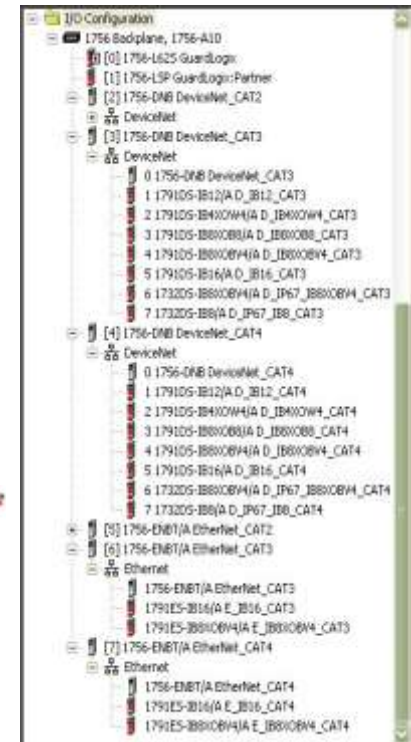 I/O Configuration
1756 Backplane, 1756-A10
[0] 1756-L62S GuardLogix
[1] 1756-LSP GuardLogix:Partner
[2] 1756-DNB DeviceNet_CAT2
DeviceNet
[3] 1756-DNB DeviceNet_CAT3
DeviceNet
0 1756-DNB DeviceNet_CAT3
1 1791DS-IB12/A D_IB12_CAT3
2 1791DS-IB4XOW4/A D_IB4XOW4_CAT3
3 1791DS-IB8XOB8/A D_IB8XOB8_CAT3
4 1791DS-IB8XOBV4/A D_IB8XOBV4_CAT3
5 1791DS-IB16/A D_IB16_CAT3
6 1732DS-IB8XOBV4/A D_IP67_IB8XOBV4_CAT3
7 1732DS-IB8/A D_IP67_IB8_CAT3
[4] 1756-DNB DeviceNet_CAT4
DeviceNet
0 1756-DNB DeviceNet_CAT4
1 1791DS-IB12/A D_IB12_CAT4
2 1791DS-IB4XOW4/A D_IB4XOW4_CAT4
3 1791DS-IB8XOB8/A D_IB8XOB8_CAT4
4 1791DS-IB8XOBV4/A D_IB8XOBV4_CAT4
5 1791DS-IB16/A D_IB16_CAT4
6 1732DS-IB8XOBV4/A D_IP67_IB8XOBV4_CAT4
7 1732DS-IB8/A D_IP67_IB8_CAT4
[5] 1756-ENBT/A EtherNet_CAT2
[6] 1756-ENBT/A EtherNet_CAT3
Ethernet
1756-ENBT/A EtherNet_CAT3
1791ES-IB16/A E_IB16_CAT3
1791ES-IB8XOBV4/A E_IB8XOBV4_CAT3
[7] 1756-ENBT/A EtherNet_CAT4
Ethernet
1756-ENBT/A EtherNet_CAT4
1791ES-IB16/A E_IB16_CAT4
1791ES-IB8XOBV4/A E_IB8XOBV4_CAT4